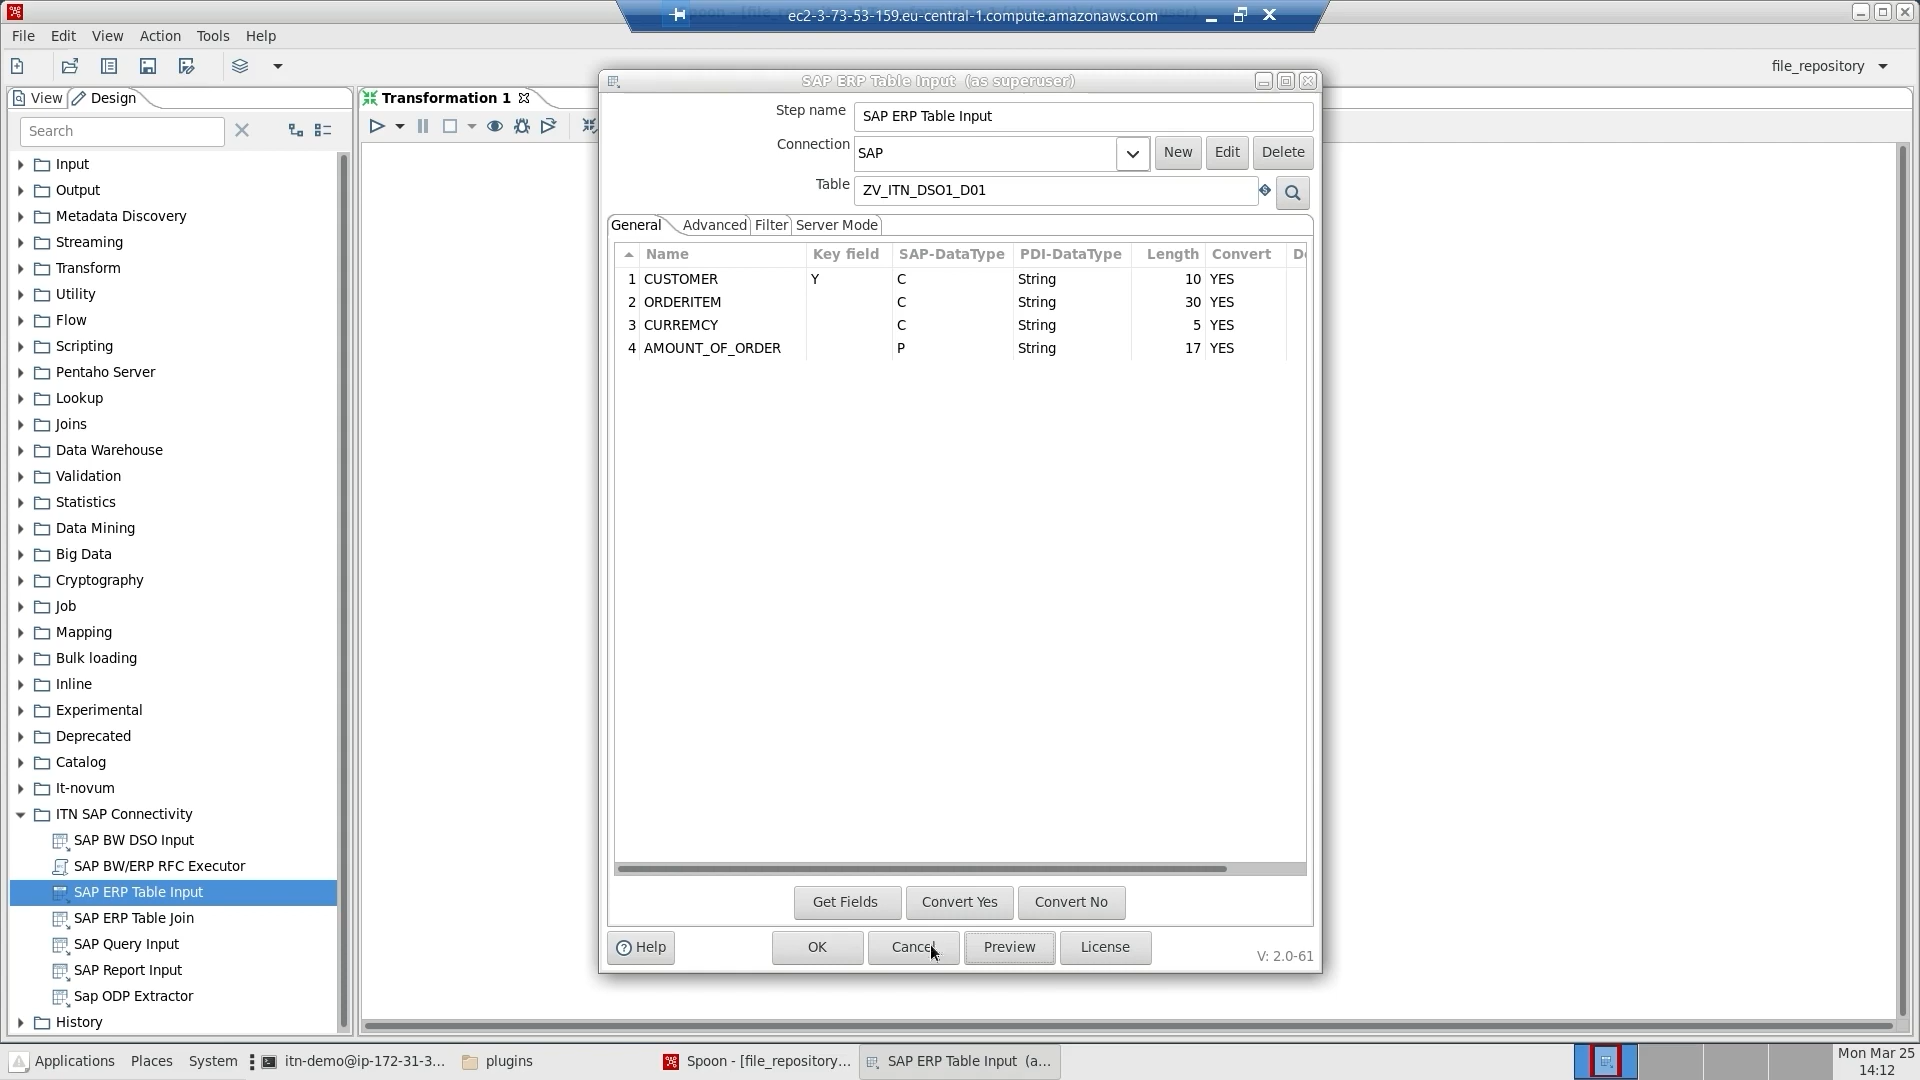 ec2-3-73-53-159.eu-central-1.compute.amazonaws.com
File Edit View Action Tools Help
file_repository
View Design
Transformation 1
Search
Input
Output
Metadata Discovery
Streaming
Transform
Utility
Flow
Scripting
Pentaho Server
Lookup
Joins
Data Warehouse
Validation
Statistics
Data Mining
Big Data
Cryptography
Job
Mapping
Bulk loading
Inline
Experimental
Deprecated
Catalog
It-novum
ITN SAP Connectivity
SAP BW DSO Input
SAP BW/ERP RFC Executor
SAP ERP Table Input
SAP ERP Table Join
SAP Query Input
SAP Report Input
Sap ODP Extractor
History
SAP ERP Table Input (as superuser)
Step name SAP ERP Table Input
Connection SAP New Edit Delete
Table ZV_ITN_DSO1_D01
General Advanced Filter Server Mode
Name Key field SAP-DataType PDI-DataType Length Convert
1 CUSTOMER Y C String 10 YES
2 ORDERITEM C String 30 YES
3 CURREMCY C String 5 YES
4 AMOUNT_OF_ORDER P String 17 YES
Get Fields Convert Yes Convert No
Help OK Cancel Preview License V: 2.0-61
Applications Places System itn-demo@ip-172-31-3... plugins Spoon - [file_repository... SAP ERP Table Input (a... Mon Mar 25
14:12